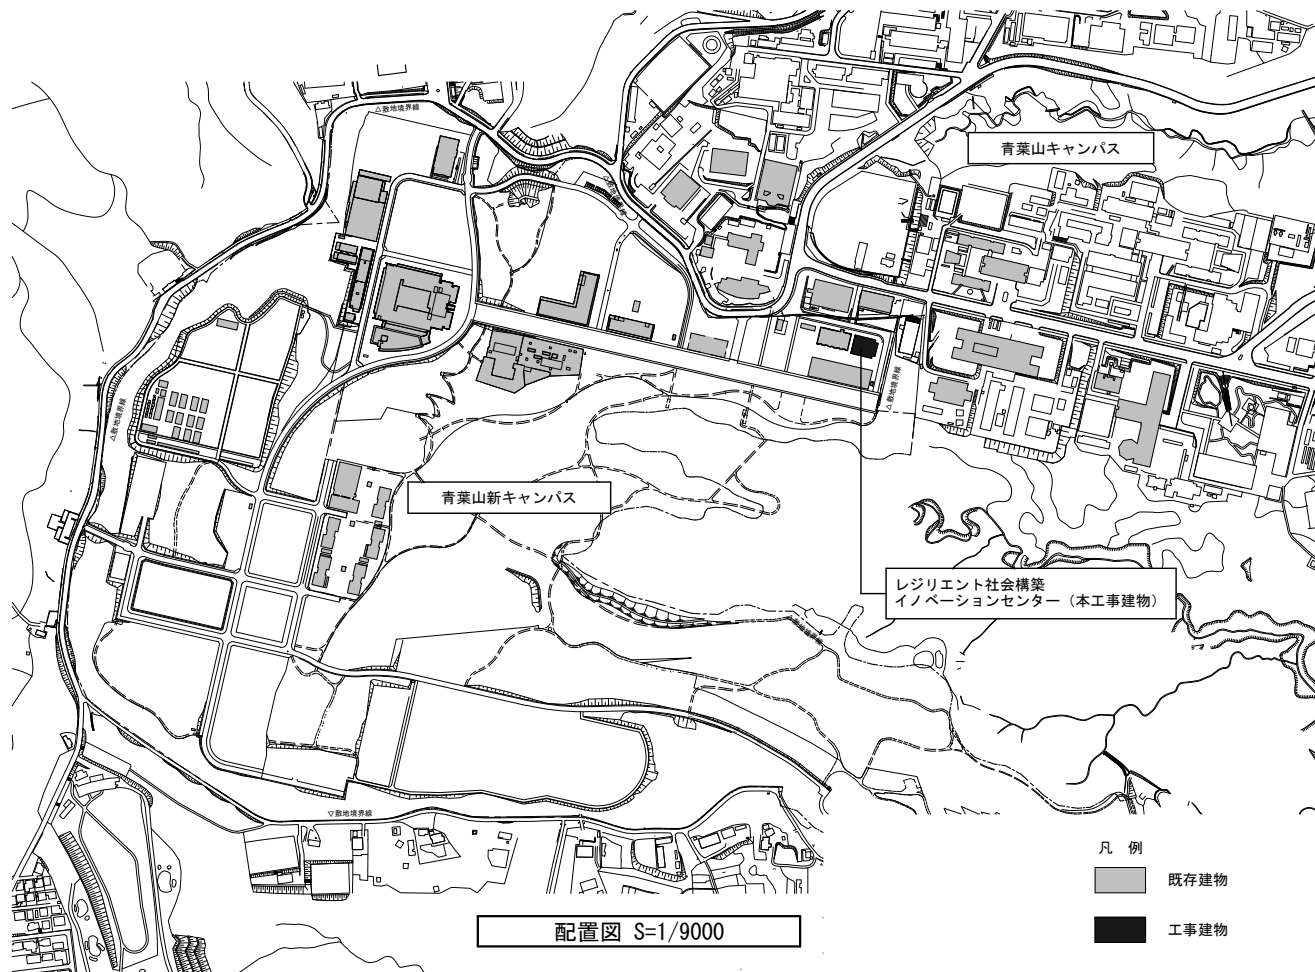 △敷地境界線
青葉山キャンパス
△敷地境界線
△敷地境界線
青葉山新キャンパス
レジリエント社会構築
イノベーションセンター（本工事建物）
▽敷地境界線
凡 例
既存建物
工事建物
配置図 S=1/9000